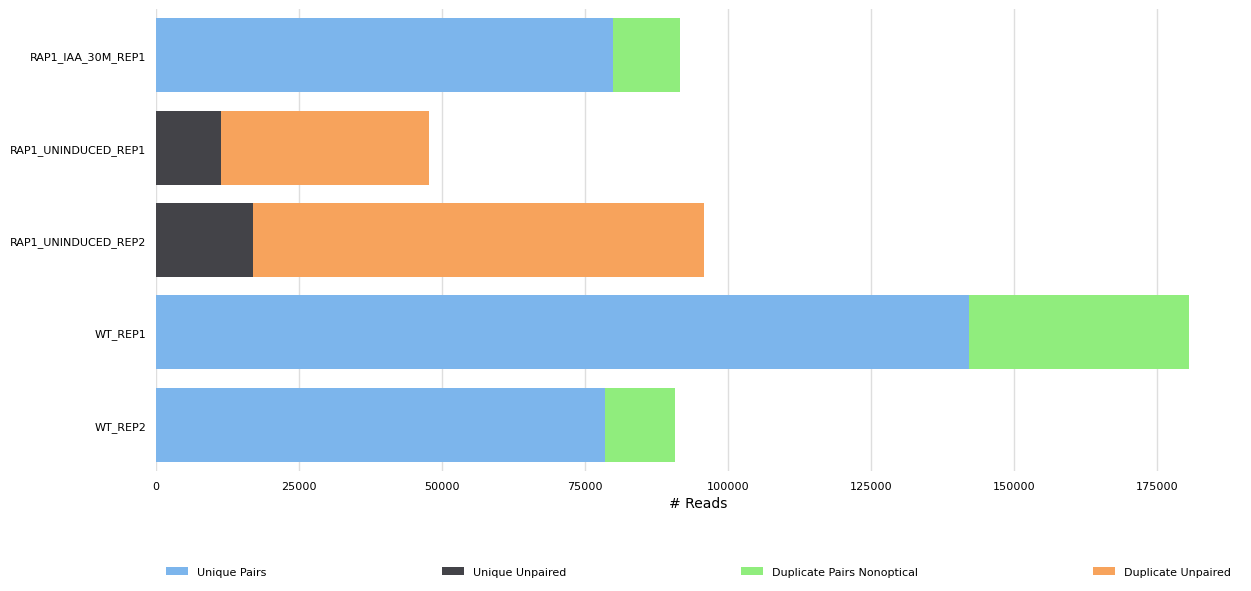 RAP1_IAA_30M_REP1
RAP1_UNINDUCED_REP1
RAP1_UNINDUCED_REP2
WT_REP1
WT_REP2
0 25000 50000 75000 100000 125000 150000 175000
# Reads
Unique Pairs Unique Unpaired Duplicate Pairs Nonoptical Duplicate Unpaired